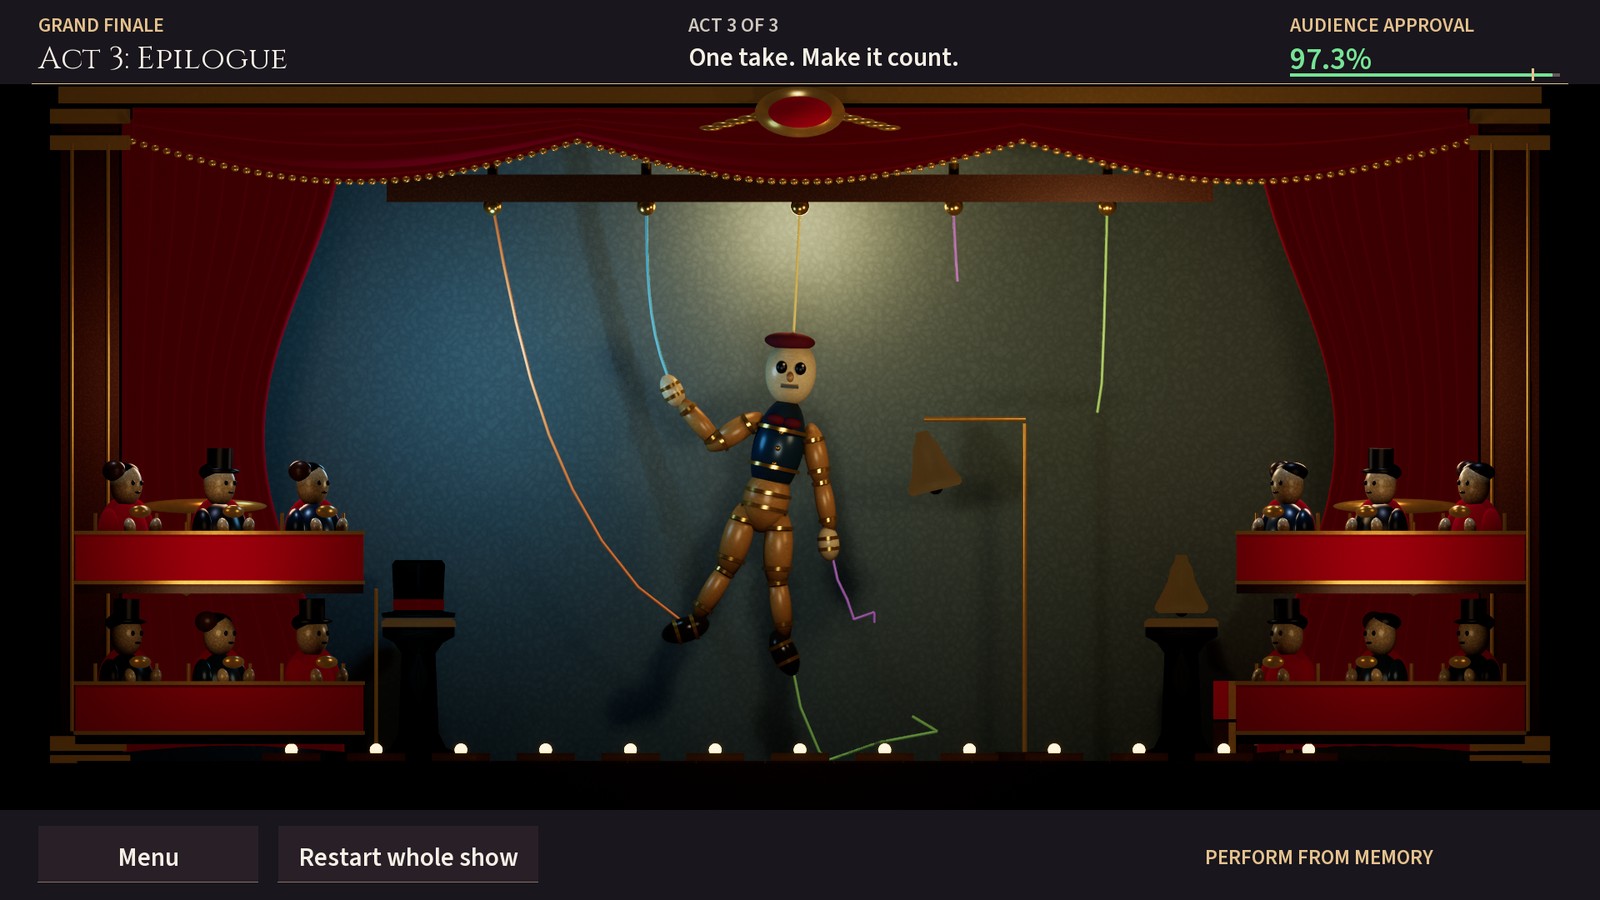 GRAND FINALE
Act 3: Epilogue
ACT 3 OF 3
One take. Make it count.
AUDIENCE APPROVAL
97.3%
Menu
Restart whole show
PERFORM FROM MEMORY